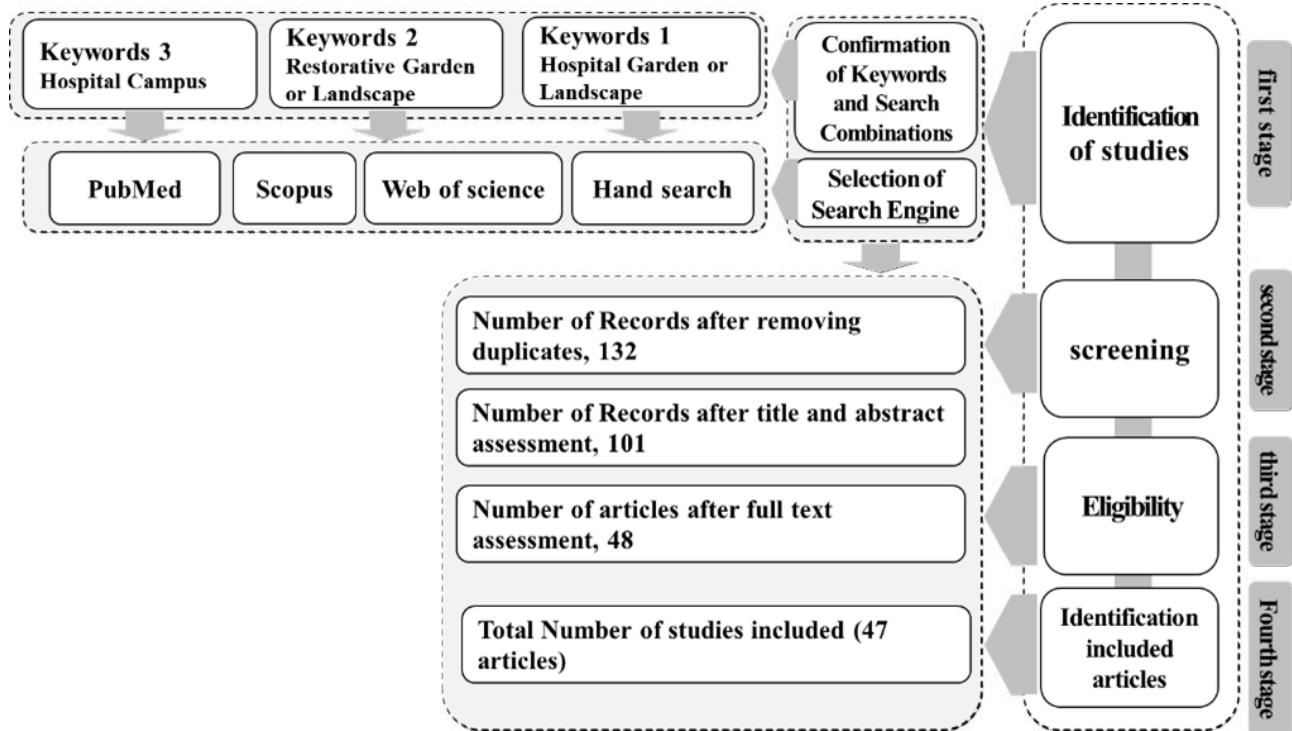 Keywords 3
Hospital Campus
Keywords 2
Restorative Garden
or Landscape
Keywords 1
Hospital Garden or
Landscape
Confirmation
of Keywords
and Search
Combinations
Identification
of studies
first stage
PubMed
Scopus
Web of science
Hand search
Selection of
Search Engine
Number of Records after removing
duplicates, 132
screening
second stage
Number of Records after title and abstract
assessment, 101
Number of articles after full text
assessment, 48
Eligibility
third stage
Total Number of studies included (47
articles)
Identification
included
articles
Fourth stage